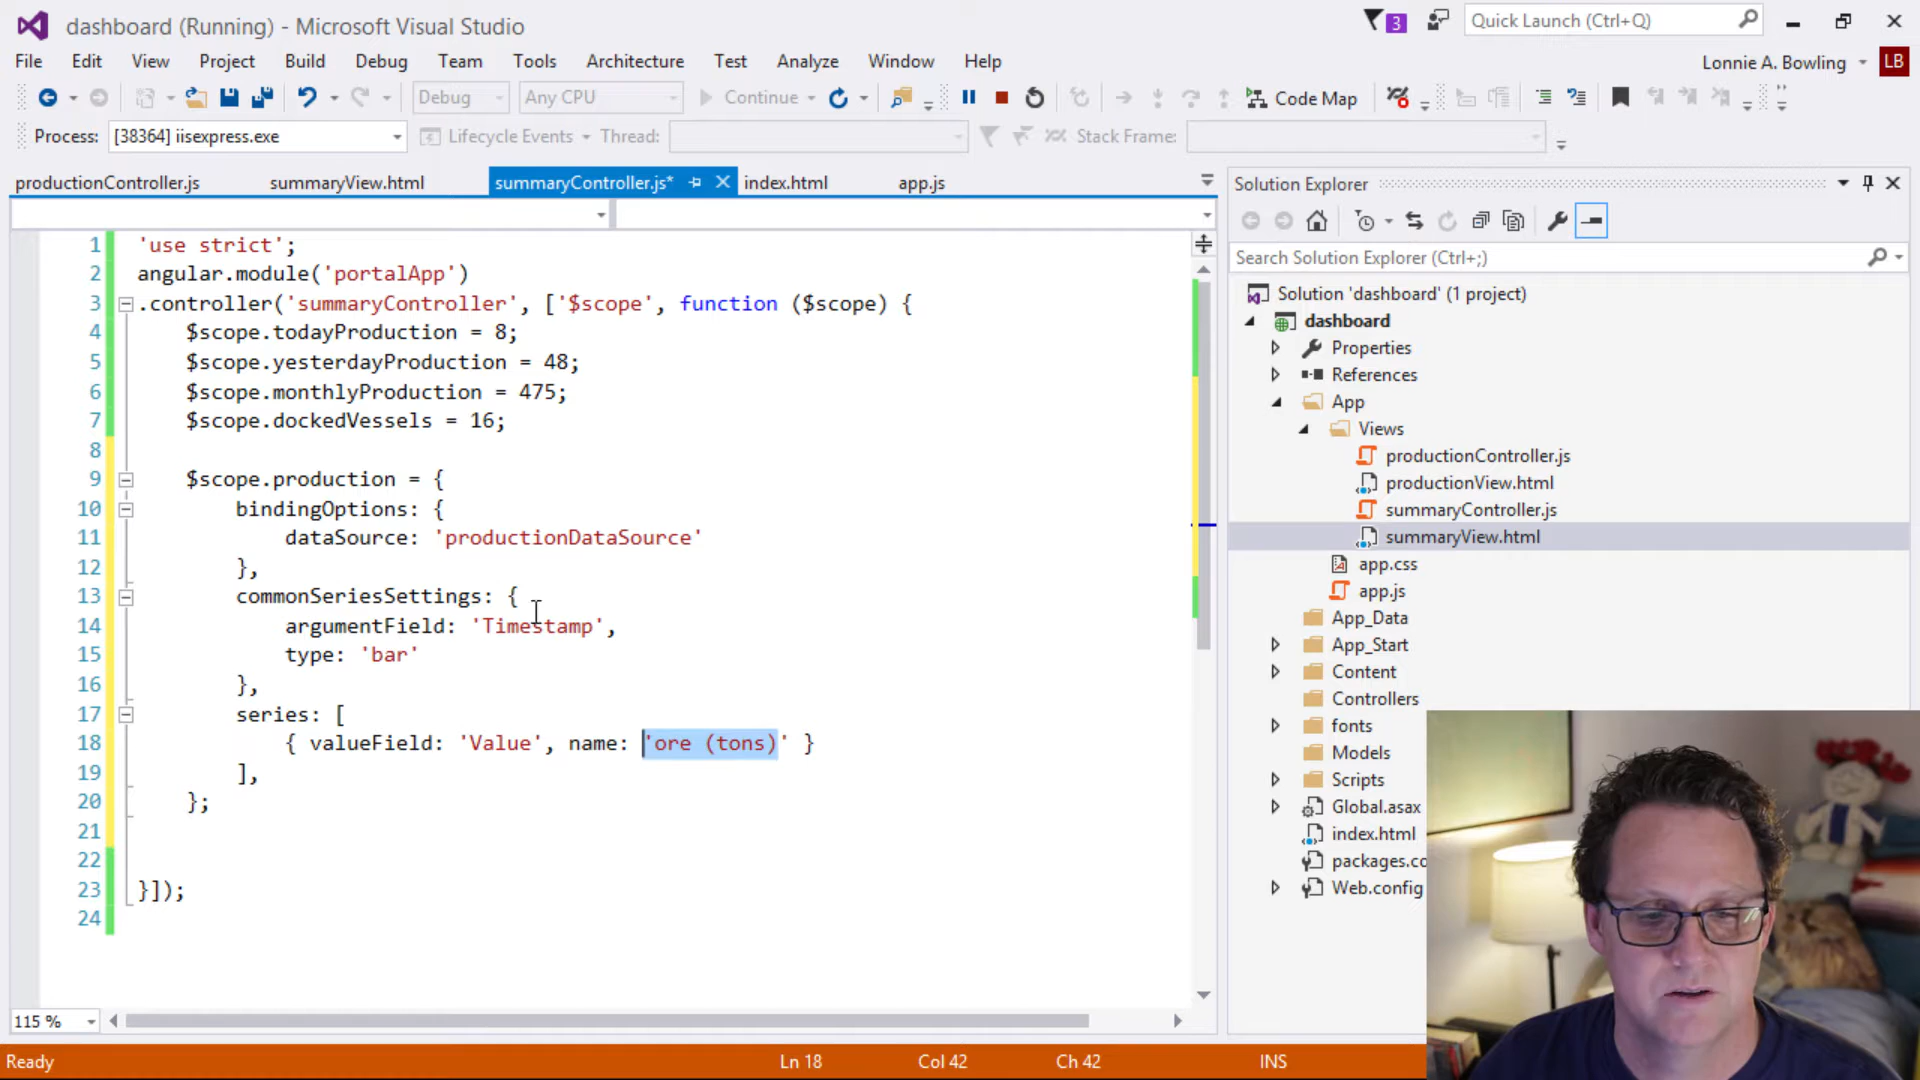 dashboard (Running) - Microsoft Visual Studio
3
Quick Launch (Ctrl+Q)
File Edit View Project Build Debug Team Tools Architecture Test Analyze Window Help
Lonnie A. Bowling LB
Debug Any CPU Continue Code Map
Process: [38364] iisexpress.exe Lifecycle Events Thread: Stack Frame:
productionController.js summaryView.html summaryController.js* index.html app.js
1 'use strict';
2 angular.module('portalApp')
3 .controller('summaryController', ['$scope', function ($scope) {
4 $scope.todayProduction = 8;
5 $scope.yesterdayProduction = 48;
6 $scope.monthlyProduction = 475;
7 $scope.dockedVessels = 16;
8
9 $scope.production = {
10 bindingOptions: {
11 dataSource: 'productionDataSource'
12 },
13 commonSeriesSettings: {
14 argumentField: 'Timestamp',
15 type: 'bar'
16 },
17 series: [
18 { valueField: 'Value', name: 'ore (tons)' }
19 ],
20 };
21
22
23 }]);
24
115 %
Solution Explorer
Search Solution Explorer (Ctrl+;)
Solution 'dashboard' (1 project)
dashboard
Properties
References
App
Views
productionController.js
productionView.html
summaryController.js
summaryView.html
app.css
app.js
App_Data
App_Start
Content
Controllers
fonts
Models
Scripts
Global.asax
index.html
packages.co
Web.config
Ready Ln 18 Col 42 Ch 42 INS